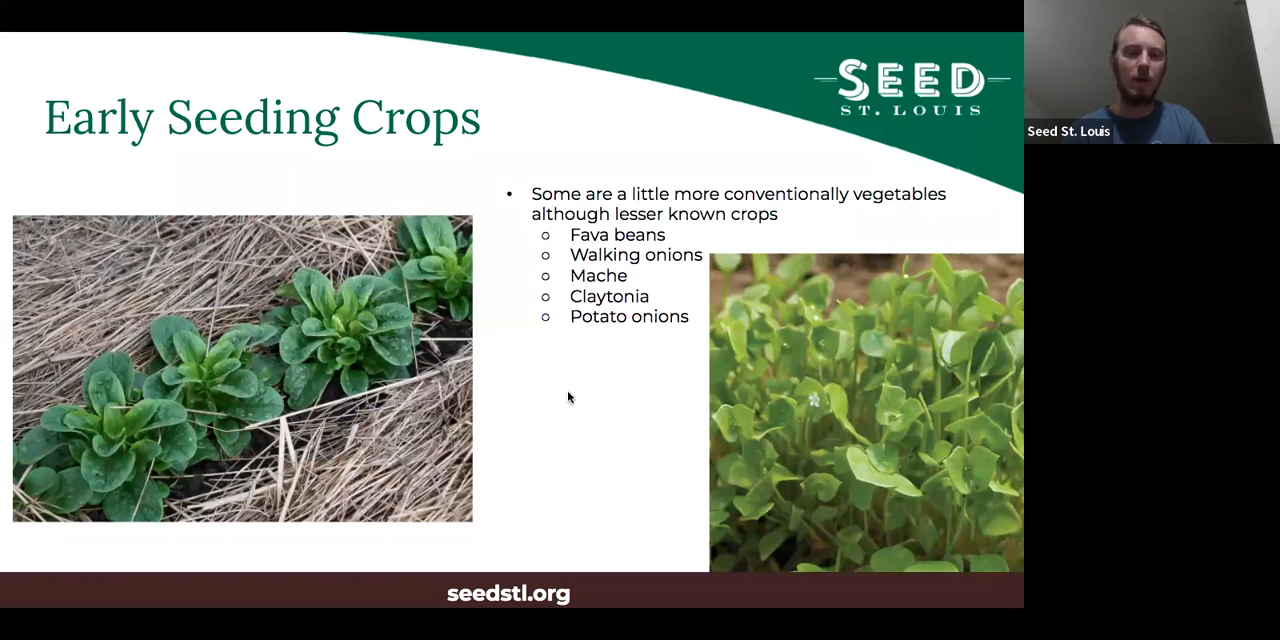 SEED
ST. LOUIS
Seed St. Louis
Early Seeding Crops
• Some are a little more conventionally vegetables
although lesser known crops
○ Fava beans
○ Walking onions
○ Mache
○ Claytonia
○ Potato onions
seedstl.org